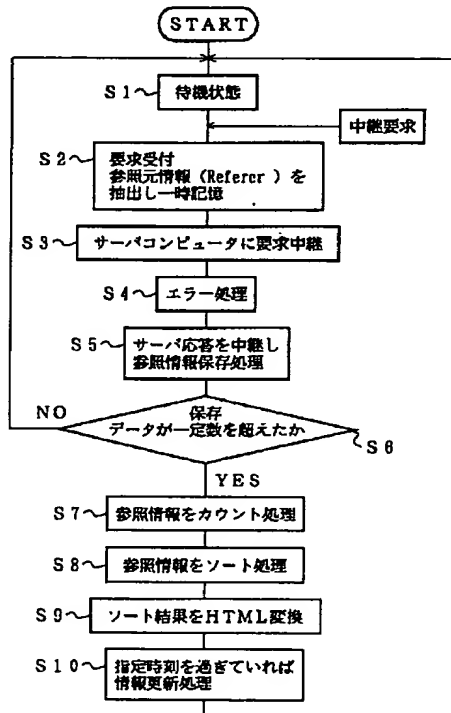 START
S1 待機状態
中継要求
S2 要求受付
参照元情報(Referer)を
抽出し一時記憶
S3 サーバコンピュータに要求中継
S4 エラー処理
S5 サーバ応答を中継し
参照情報保存処理
NO
保存
データが一定数を超えたか
S6
YES
S7 参照情報をカウント処理
S8 参照情報をソート処理
S9 ソート結果をHTML変換
S10 指定時刻を過ぎていれば
情報更新処理